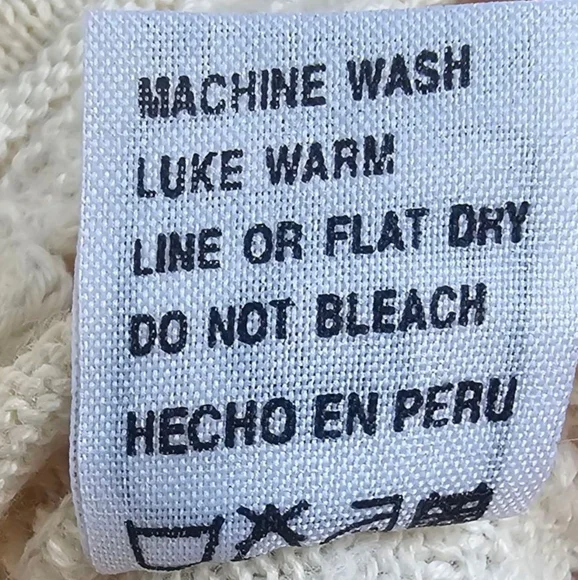 MACHINE WASH
LUKE WARM
LINE OR FLAT DRY
DO NOT BLEACH
HECHO EN PERU